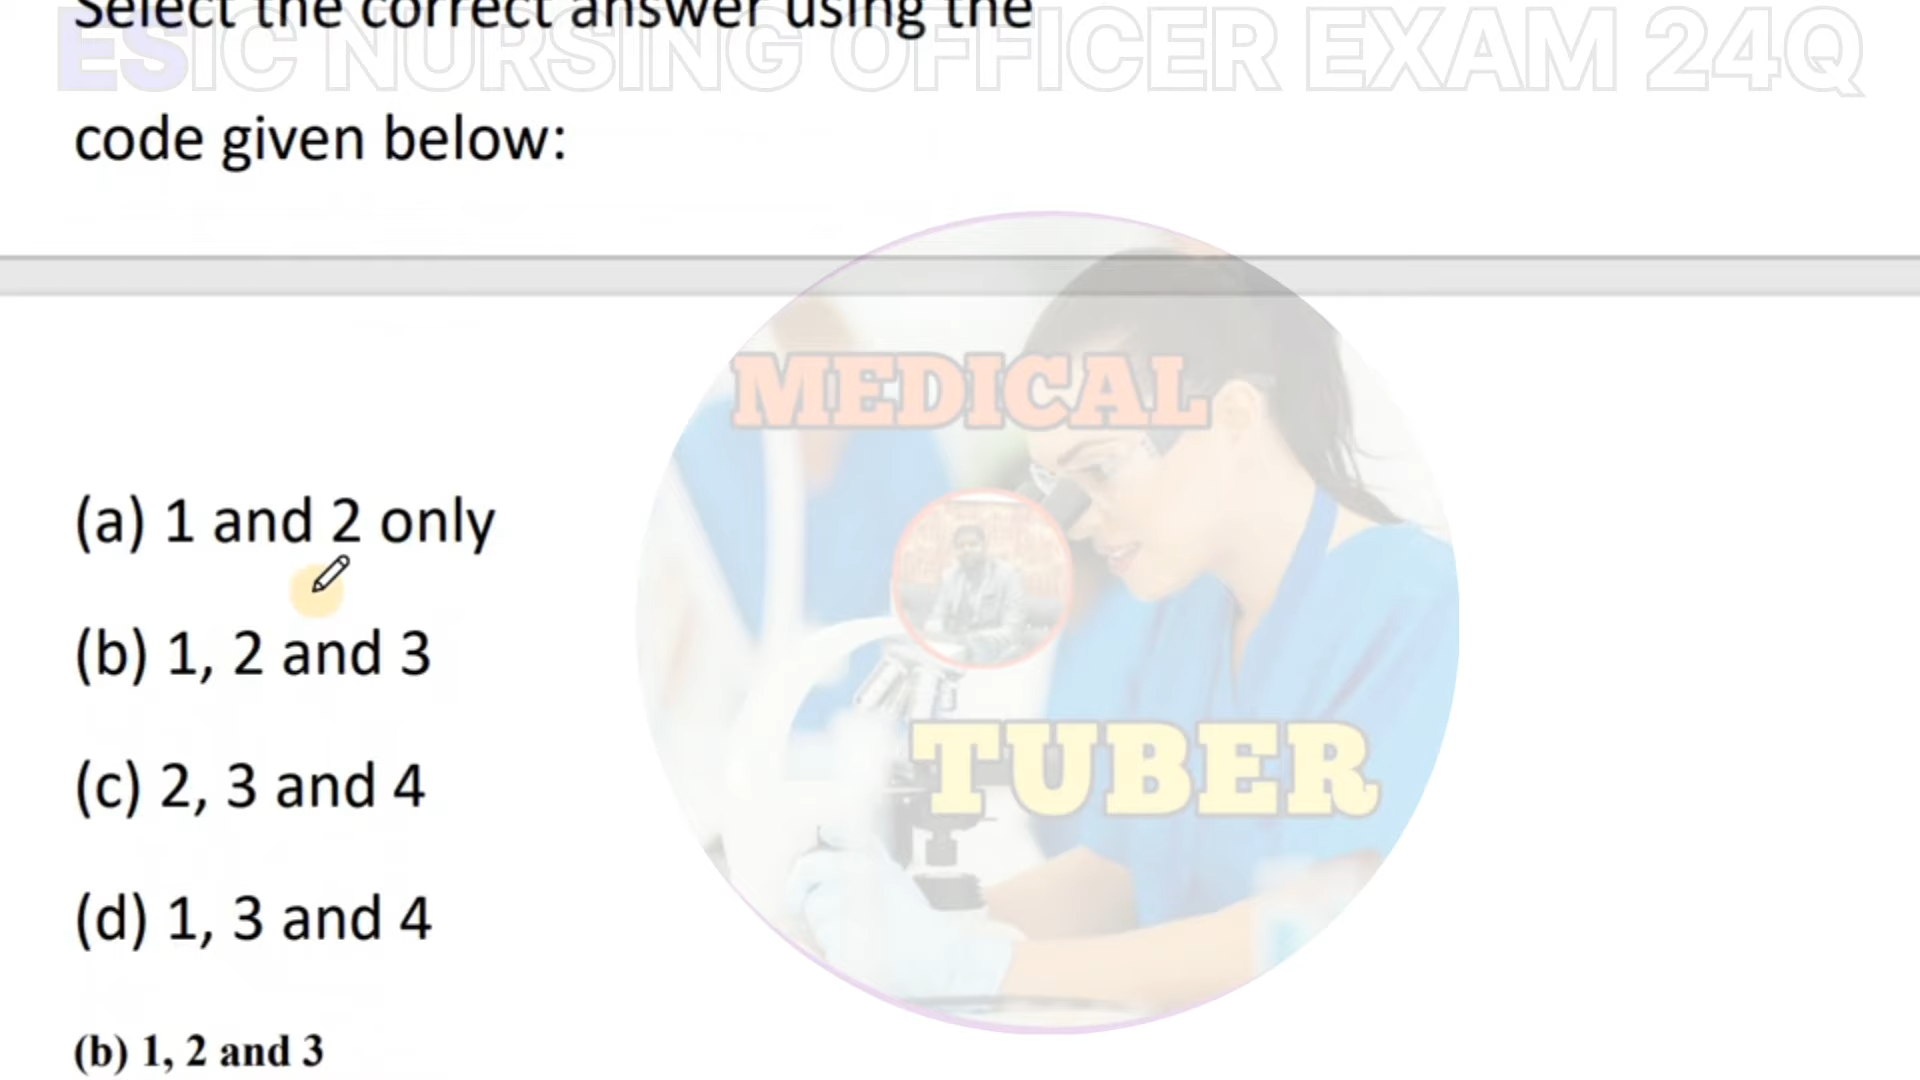 Select the correct answer using the
ESIC NURSING OFFICER EXAM 24Q
code given below:
MEDICAL
(a) 1 and 2 only
(b) 1, 2 and 3
TUBER
(c) 2, 3 and 4
(d) 1, 3 and 4
(b) 1, 2 and 3